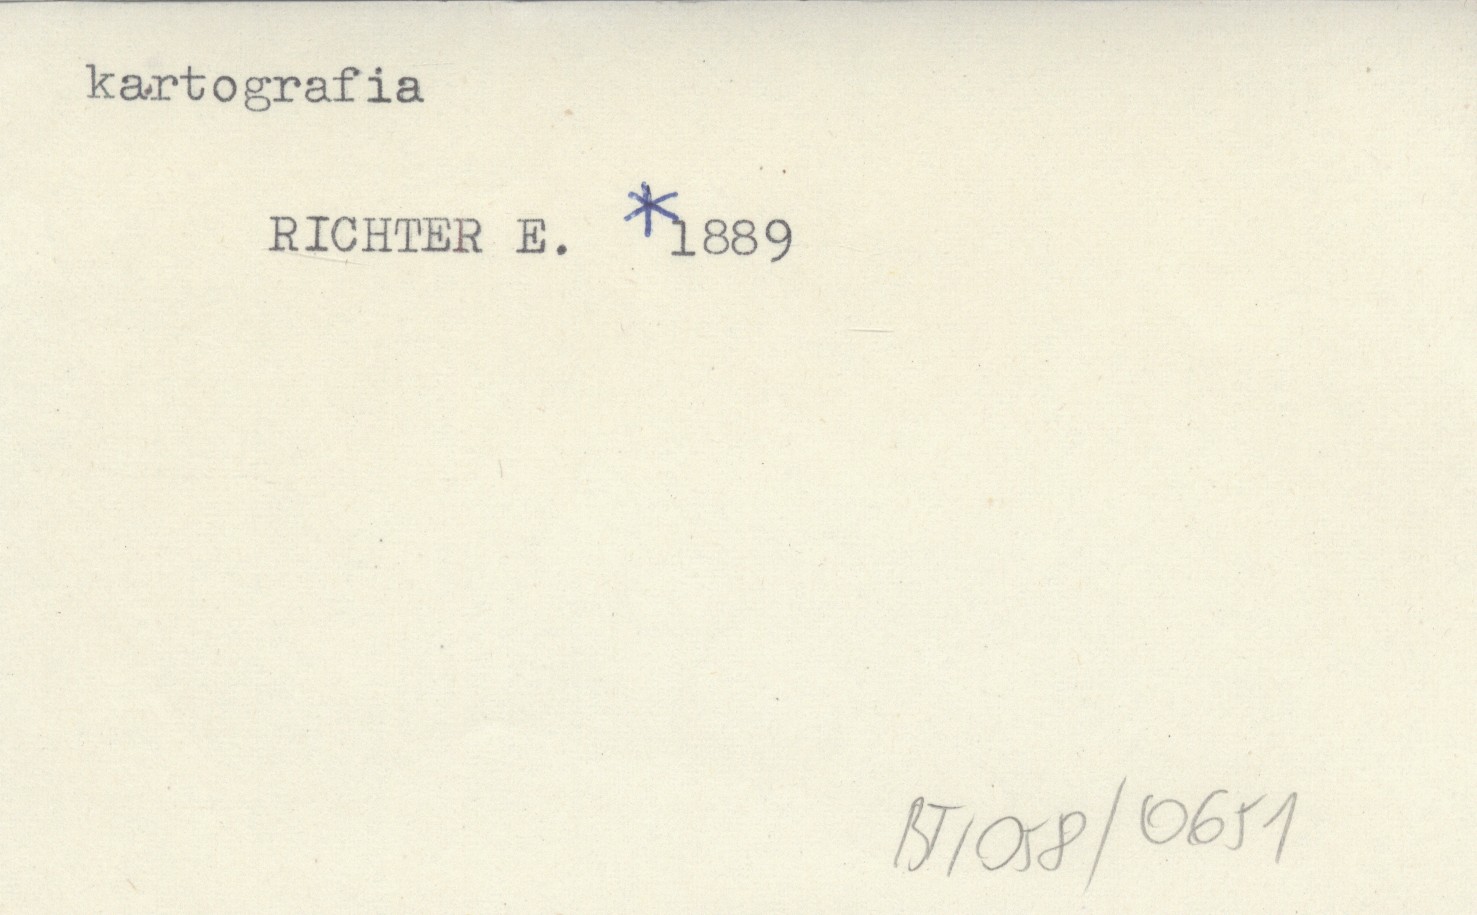 kartografia
RICHTER E. *1889
BT/058/0651